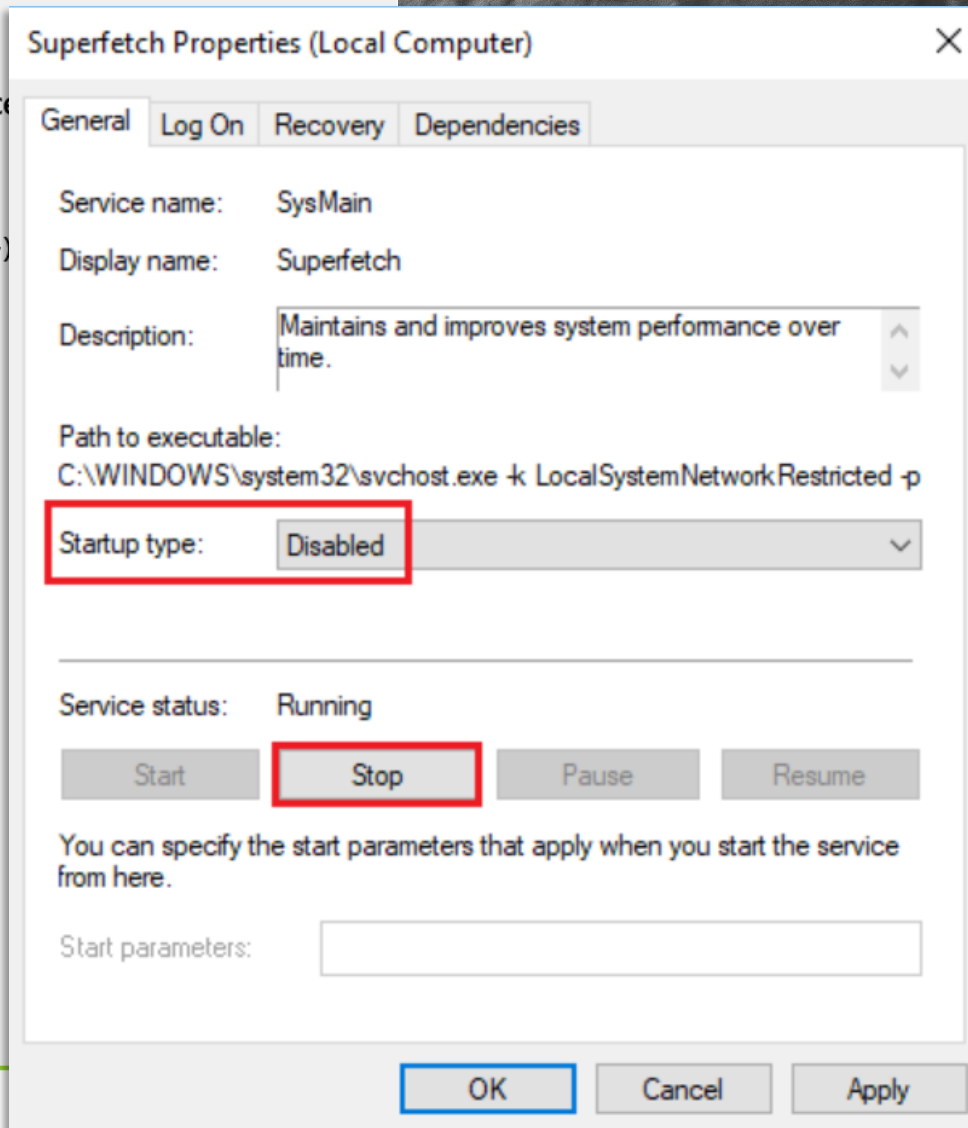 Superfetch Properties (Local Computer)
General Log On Recovery Dependencies
Service name: SysMain
Display name: Superfetch
Description: Maintains and improves system performance over
time.
Path to executable:
C:\WINDOWS\system32\svchost.exe -k LocalSystemNetworkRestricted -p
Startup type: Disabled
Service status: Running
Start Stop Pause Resume
You can specify the start parameters that apply when you start the service
from here.
Start parameters:
OK Cancel Apply